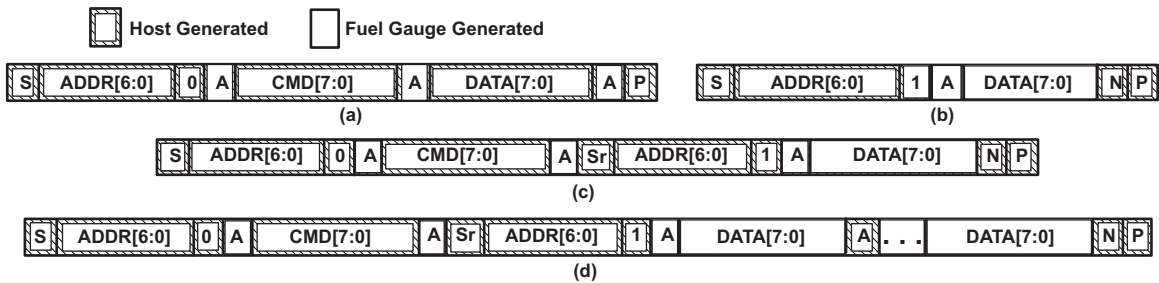 Host Generated Fuel Gauge Generated
S ADDR[6:0] 0 A CMD[7:0] A DATA[7:0] A P S ADDR[6:0] 1 A DATA[7:0] N P
(a) (b)
S ADDR[6:0] 0 A CMD[7:0] A Sr ADDR[6:0] 1 A DATA[7:0] N P
(c)
S ADDR[6:0] 0 A CMD[7:0] A Sr ADDR[6:0] 1 A DATA[7:0] A ... DATA[7:0] N P
(d)